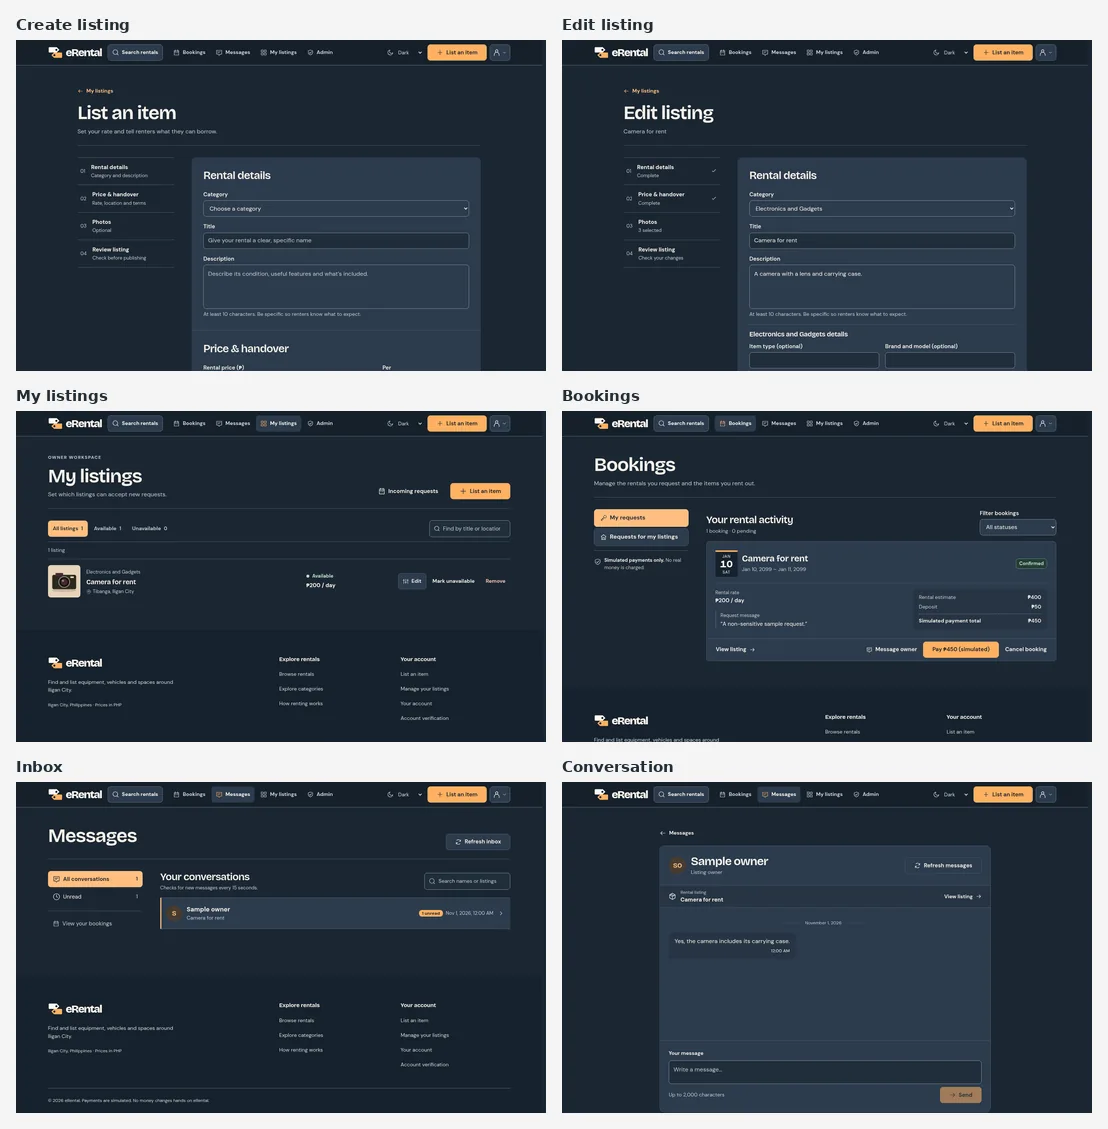 Create listing
eRental
Search rentals
Bookings
Messages
My listings
Admin
Dark
List an item
← My listings
List an item
Set your rate and tell renters what they can borrow.
01
Rental details
Category and description
02
Price & handover
Rate, location and terms
03
Photos
Optional
04
Review listing
Check before publishing
Rental details
Category
Choose a category
Title
Give your rental a clear, specific name
Description
Describe its condition, useful features and what's included.
At least 10 characters. Be specific so renters know what to expect.
Price & handover
Rental price (₱)
Per
Edit listing
eRental
Search rentals
Bookings
Messages
My listings
Admin
Dark
List an item
← My listings
Edit listing
Camera for rent
01
Rental details
Complete
02
Price & handover
Complete
03
Photos
3 selected
04
Review listing
Check your changes
Rental details
Category
Electronics and Gadgets
Title
Camera for rent
Description
A camera with a lens and carrying case.
At least 10 characters. Be specific so renters know what to expect.
Electronics and Gadgets details
Item type (optional)
Brand and model (optional)
My listings
eRental
Search rentals
Bookings
Messages
My listings
Admin
Dark
List an item
OWNER WORKSPACE
My listings
Set which listings can accept new requests.
Incoming requests
List an item
All listings 1
Available 1
Unavailable 0
Find by title or location
1 listing
Electronics and Gadgets
Camera for rent
Tibanga, Iligan City
Available
₱200 / day
Edit
Mark unavailable
Remove
eRental
Find and list equipment, vehicles and spaces around
Iligan City.
Iligan City, Philippines · Prices in PHP
Explore rentals
Browse rentals
Explore categories
How renting works
Your account
List an item
Manage your listings
Your account
Account verification
Bookings
eRental
Search rentals
Bookings
Messages
My listings
Admin
Dark
List an item
Bookings
Manage the rentals you request and the items you rent out.
My requests
Requests for my listings
Simulated payments only. No real
money is charged.
Your rental activity
1 booking · 0 pending
Filter bookings
All statuses
JAN
10
SAT
Camera for rent
Jan 10, 2099 – Jan 11, 2099
Confirmed
Rental rate
₱200 / day
Request message
"A non-sensitive sample request."
Rental estimate ₱400
Deposit ₱50
Simulated payment total ₱450
View listing →
Message owner
Pay ₱450 (simulated)
Cancel booking
eRental
Find and list equipment, vehicles and spaces around
Explore rentals
Browse rentals
Your account
List an item
Inbox
eRental
Search rentals
Bookings
Messages
My listings
Admin
Dark
List an item
Messages
Refresh inbox
All conversations 1
Unread 1
View your bookings
Your conversations
Checks for new messages every 15 seconds.
Search names or listings
S
Sample owner
Camera for rent
1 unread
Nov 1, 2026, 12:00 AM
eRental
Find and list equipment, vehicles and spaces around
Iligan City.
Iligan City, Philippines · Prices in PHP
Explore rentals
Browse rentals
Explore categories
How renting works
Your account
List an item
Manage your listings
Your account
Account verification
© 2026 eRental. Payments are simulated. No money changes hands on eRental.
Conversation
eRental
Search rentals
Bookings
Messages
My listings
Admin
Dark
List an item
← Messages
SO
Sample owner
Listing owner
Refresh messages
Rental listing
Camera for rent
View listing →
November 1, 2026
Yes, the camera includes its carrying case.
12:00 AM
Your message
Write a message...
Up to 2,000 characters
→ Send